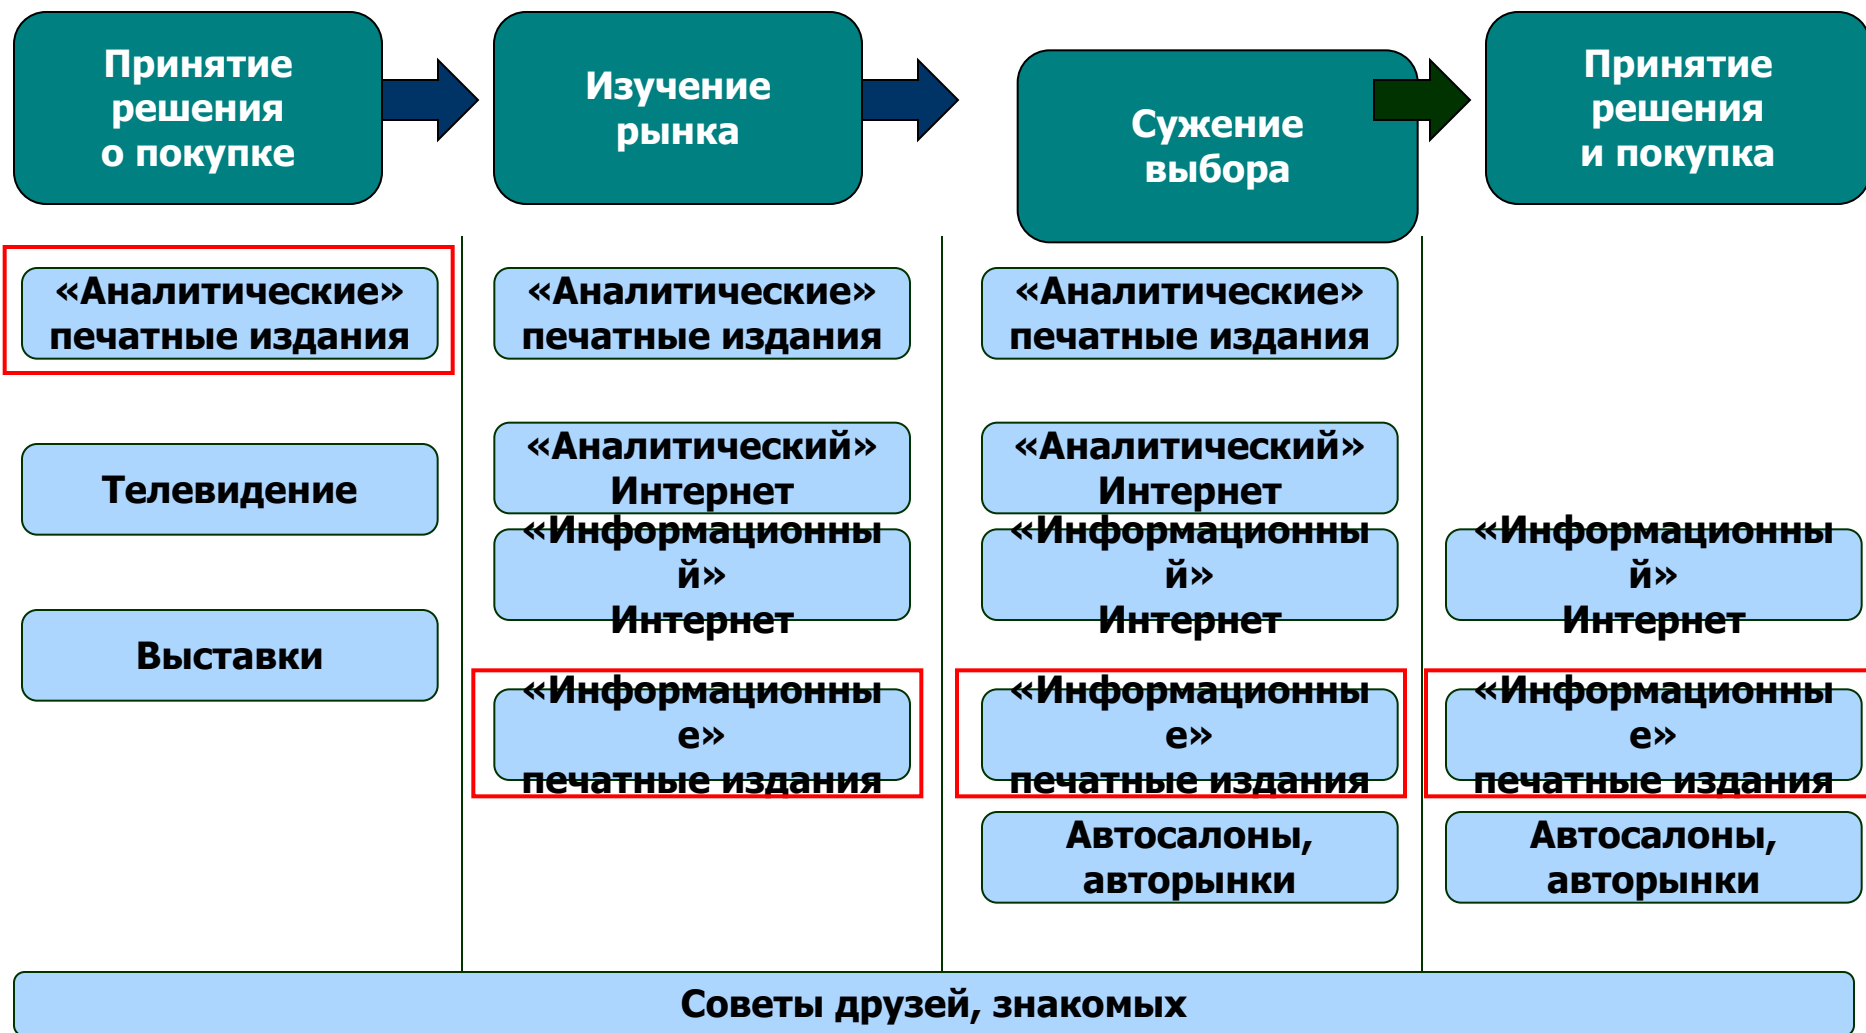 Принятие
решения
о покупке
Изучение
рынка
Сужение
выбора
Принятие
решения
и покупка
«Аналитические»
печатные издания
Телевидение
Выставки
«Аналитические»
печатные издания
«Аналитический»
Интернет
«Информационны
й»
Интернет
«Информационны
е»
печатные издания
«Аналитические»
печатные издания
«Аналитический»
Интернет
«Информационны
й»
Интернет
«Информационны
е»
печатные издания
Автосалоны,
авторынки
«Информационны
й»
Интернет
«Информационны
е»
печатные издания
Автосалоны,
авторынки
Советы друзей, знакомых